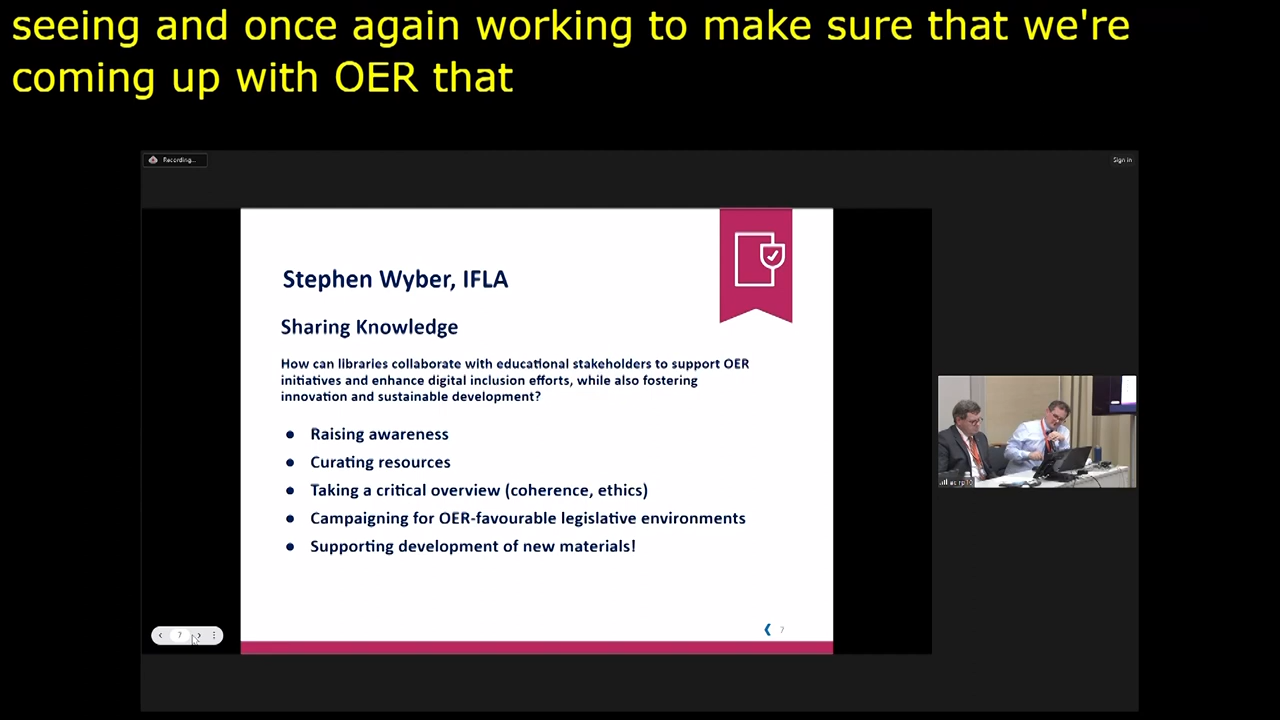 seeing and once again working to make sure that we're
coming up with OER that
Recording...
Sign in
Stephen Wyber, IFLA
Sharing Knowledge
How can libraries collaborate with educational stakeholders to support OER
initiatives and enhance digital inclusion efforts, while also fostering
innovation and sustainable development?
● Raising awareness
● Curating resources
● Taking a critical overview (coherence, ethics)
● Campaigning for OER-favourable legislative environments
● Supporting development of new materials!
7
7